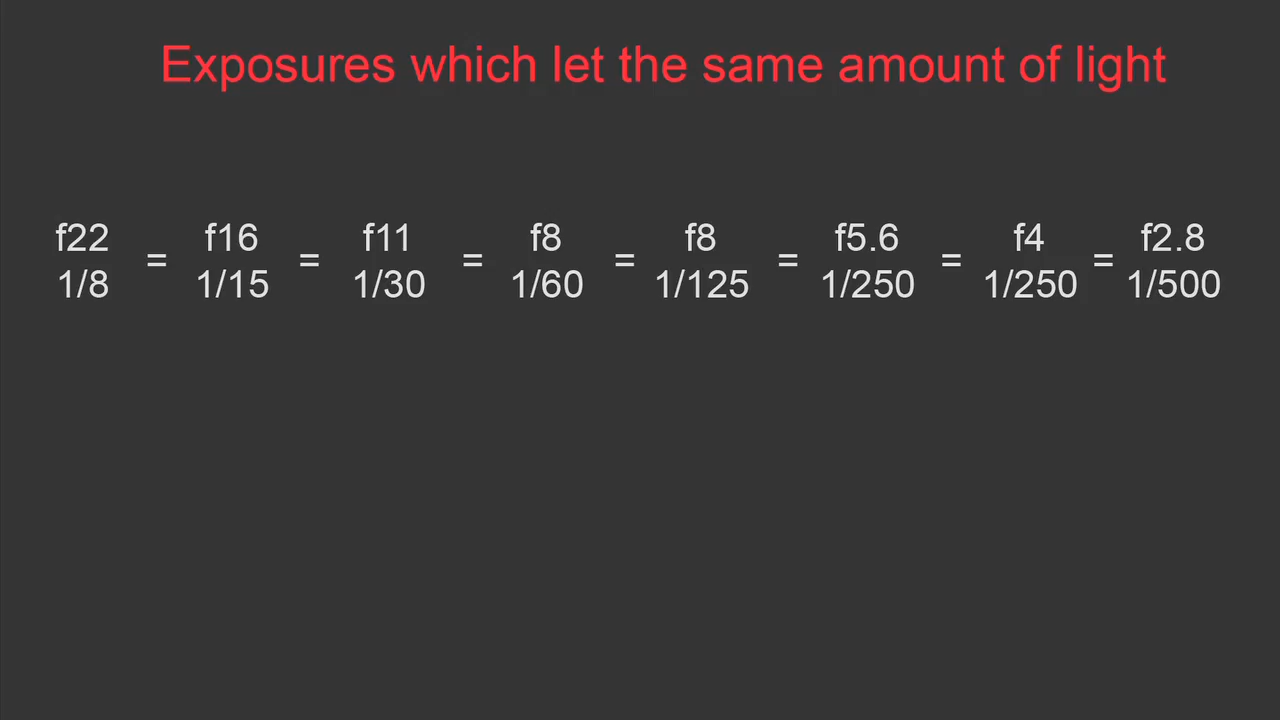 Exposures which let the same amount of light
f22 = f16 = f11 = f8 = f8 = f5.6 = f4 = f2.8
1/8 1/15 1/30 1/60 1/125 1/250 1/250 1/500